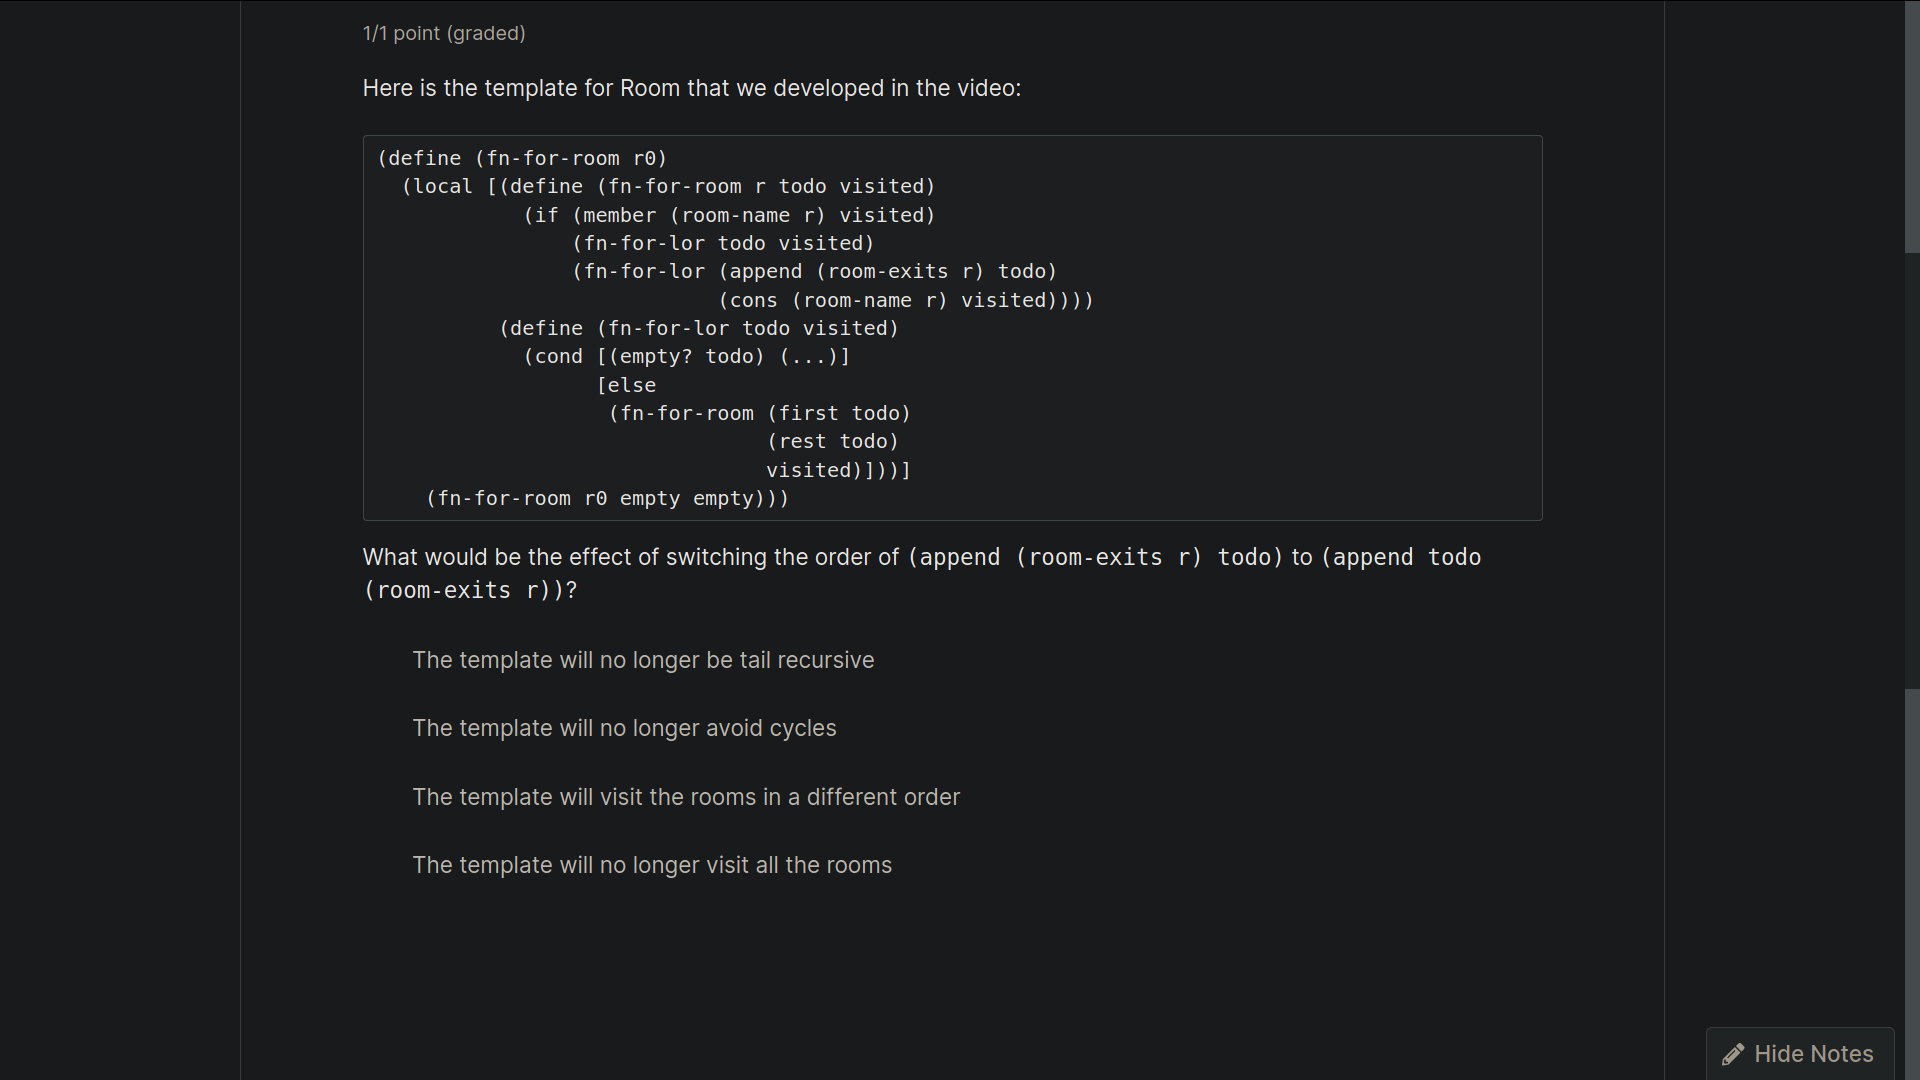 1/1 point (graded)
Here is the template for Room that we developed in the video:
(define (fn-for-room r0)
  (local [(define (fn-for-room r todo visited)
            (if (member (room-name r) visited)
                (fn-for-lor todo visited)
                (fn-for-lor (append (room-exits r) todo)
                            (cons (room-name r) visited))))
          (define (fn-for-lor todo visited)
            (cond [(empty? todo) (...)]
                  [else
                   (fn-for-room (first todo)
                                (rest todo)
                                visited)]))]
    (fn-for-room r0 empty empty)))
What would be the effect of switching the order of (append (room-exits r) todo) to (append todo
(room-exits r))?
The template will no longer be tail recursive
The template will no longer avoid cycles
The template will visit the rooms in a different order
The template will no longer visit all the rooms
Hide Notes